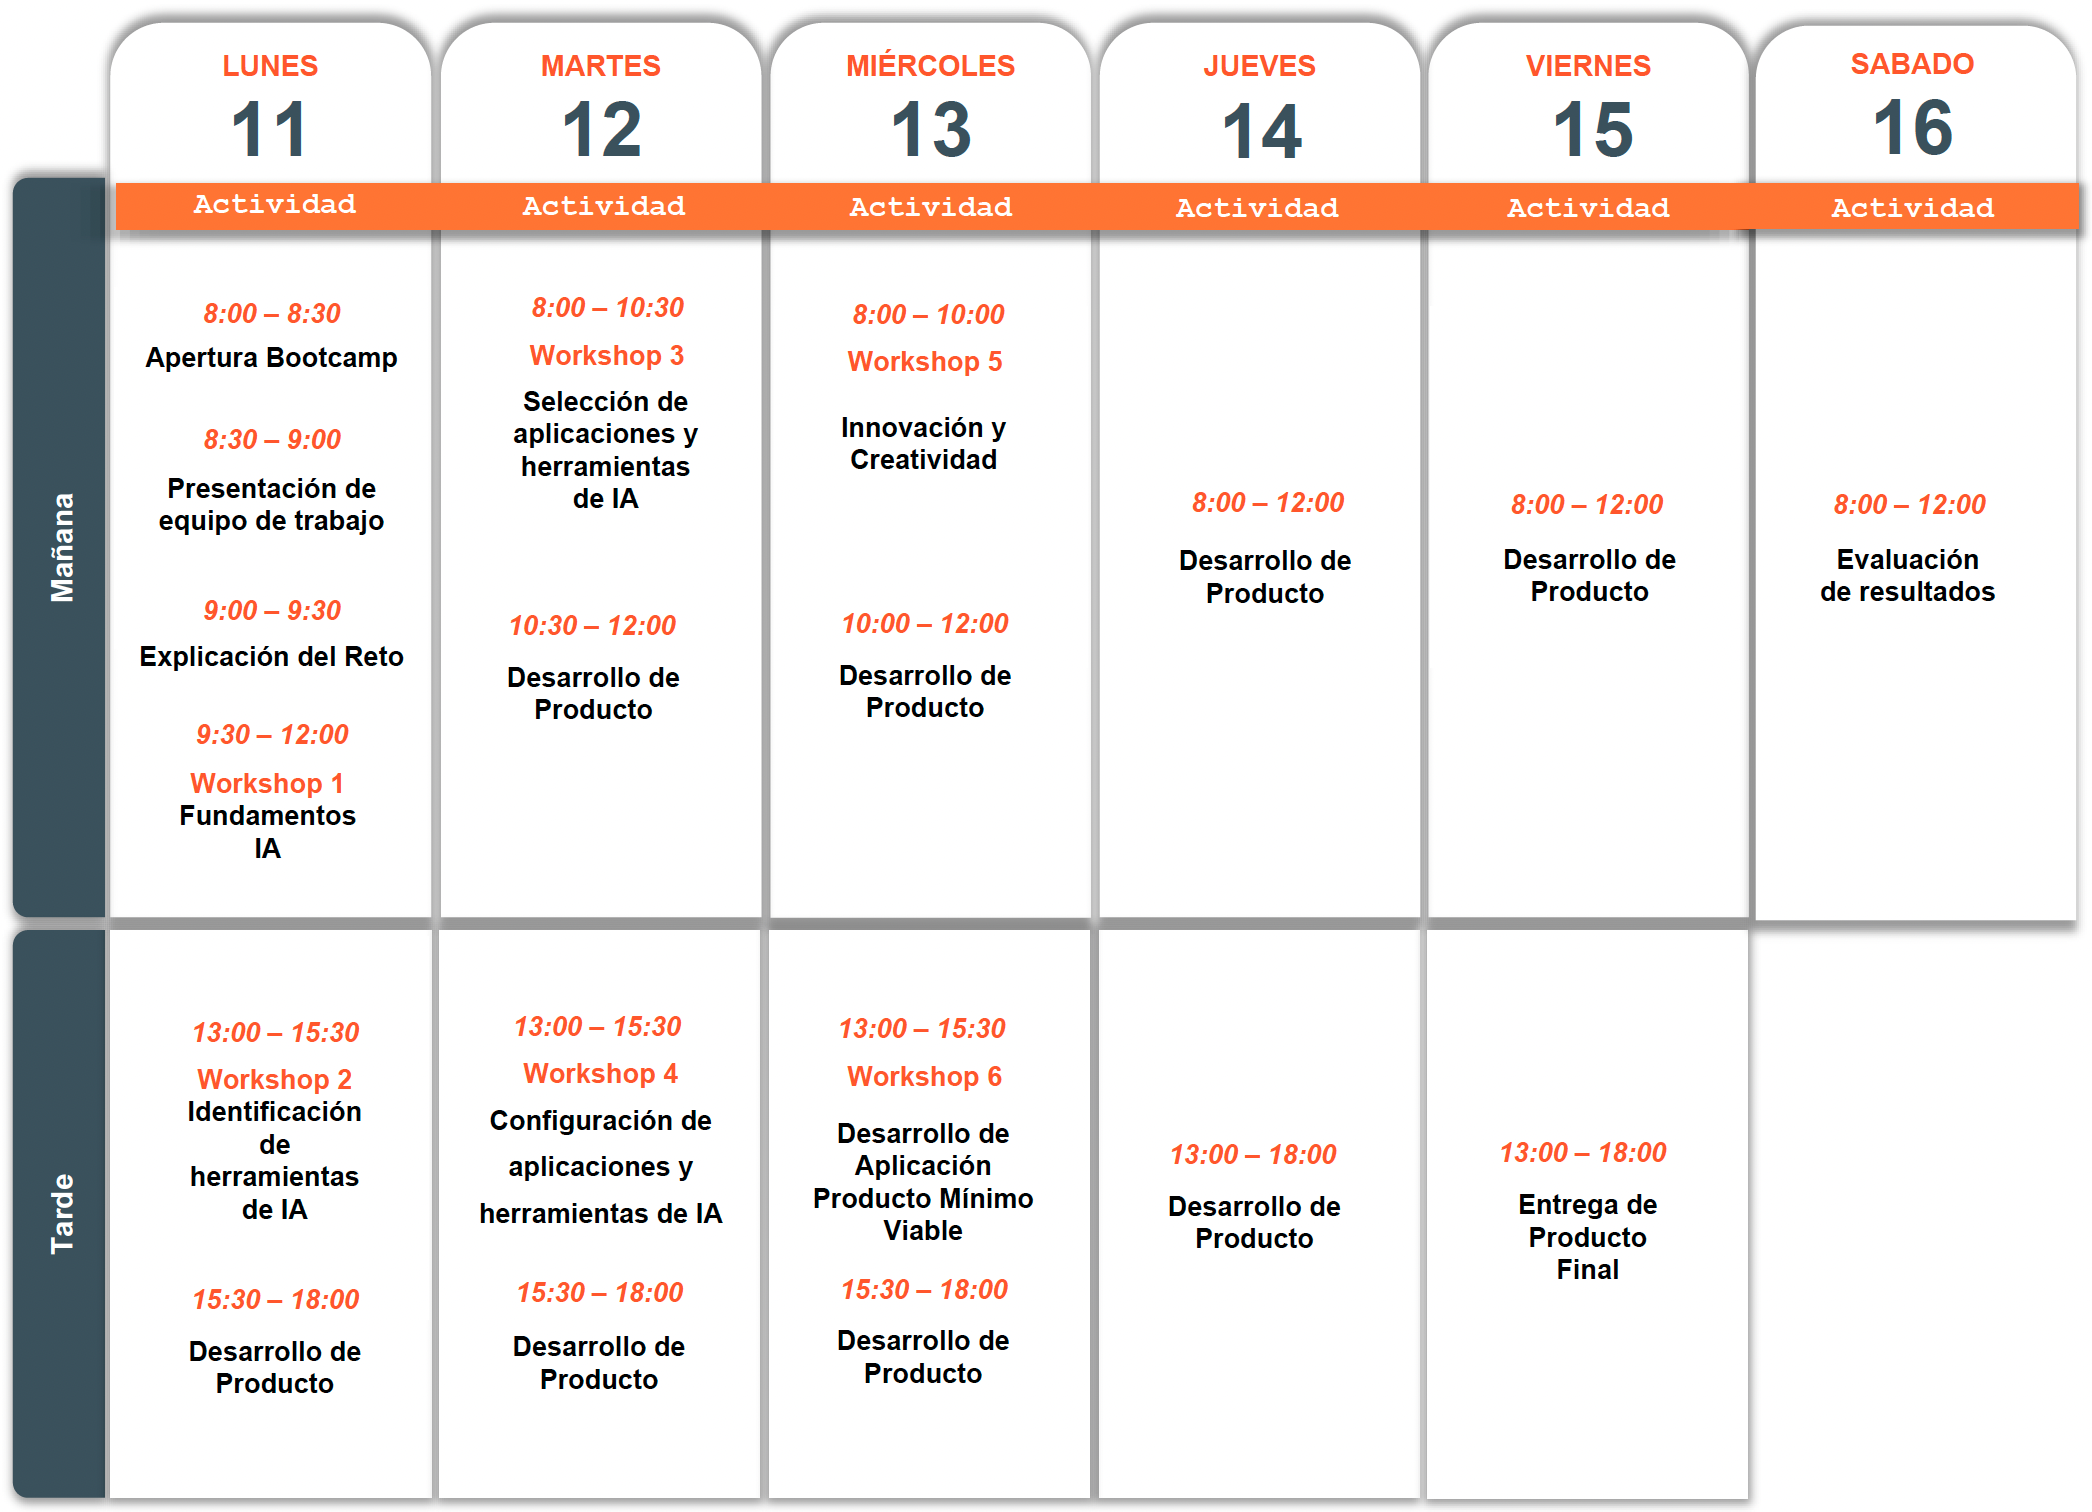 LUNES
11
MARTES
12
MIÉRCOLES
13
JUEVES
14
VIERNES
15
SABADO
16
Actividad
Actividad
Actividad
Actividad
Actividad
Actividad
Mañana
8:00 – 8:30
Apertura Bootcamp
8:30 – 9:00
Presentación de
equipo de trabajo
9:00 – 9:30
Explicación del Reto
9:30 – 12:00
Workshop 1
Fundamentos
IA
8:00 – 10:30
Workshop 3
Selección de
aplicaciones y
herramientas
de IA
10:30 – 12:00
Desarrollo de
Producto
8:00 – 10:00
Workshop 5
Innovación y
Creatividad
10:00 – 12:00
Desarrollo de
Producto
8:00 – 12:00
Desarrollo de
Producto
8:00 – 12:00
Desarrollo de
Producto
8:00 – 12:00
Evaluación
de resultados
Tarde
13:00 – 15:30
Workshop 2
Identificación
de
herramientas
de IA
15:30 – 18:00
Desarrollo de
Producto
13:00 – 15:30
Workshop 4
Configuración de
aplicaciones y
herramientas de IA
15:30 – 18:00
Desarrollo de
Producto
13:00 – 15:30
Workshop 6
Desarrollo de
Aplicación
Producto Mínimo
Viable
15:30 – 18:00
Desarrollo de
Producto
13:00 – 18:00
Desarrollo de
Producto
13:00 – 18:00
Entrega de
Producto
Final